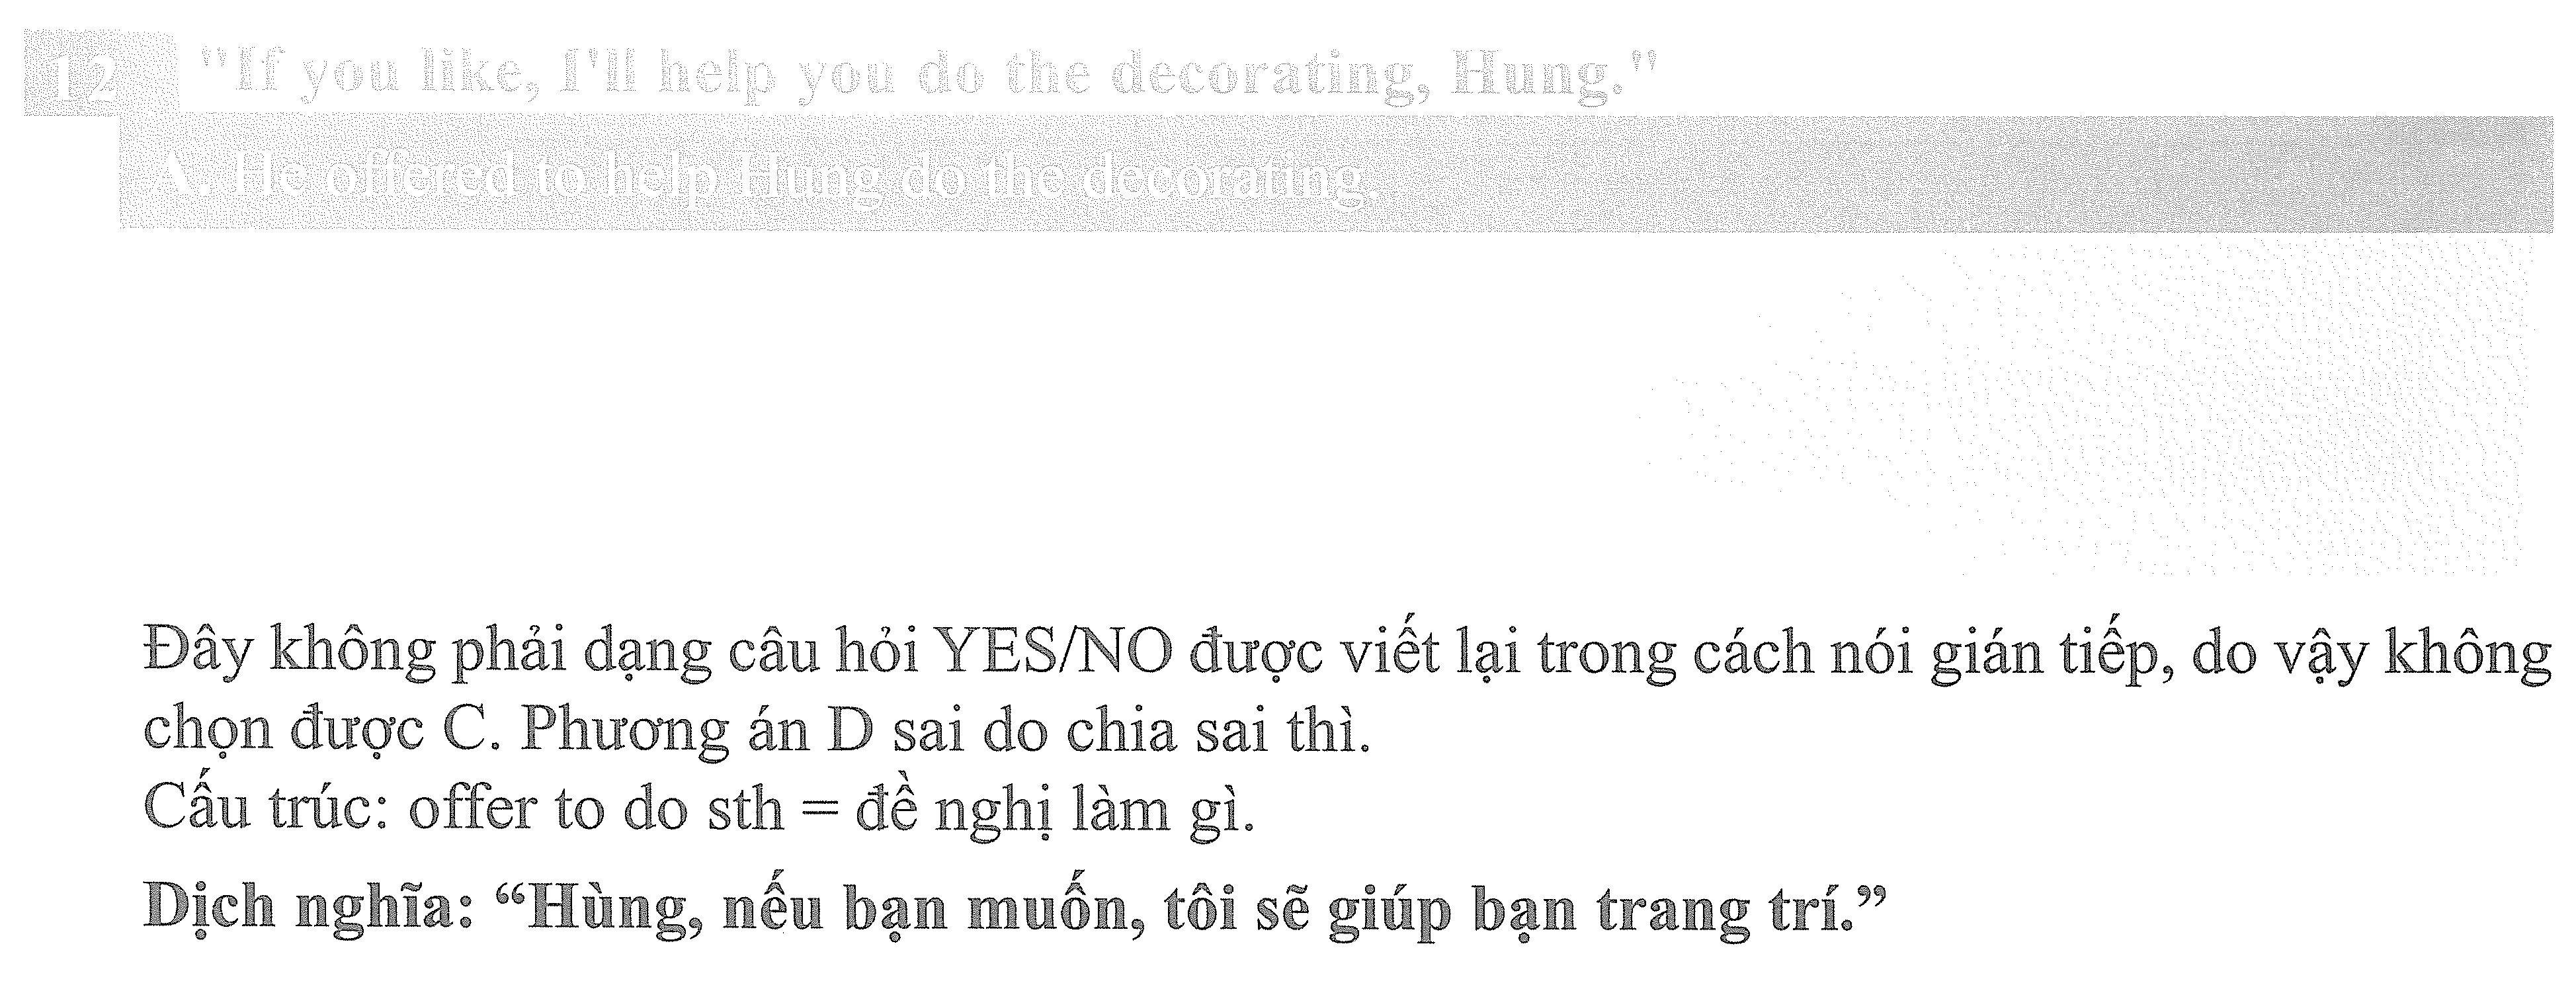 12 "If you like, I'll help you do the decorating, Hung."
A. He offered to help Hung do the decorating.
Đây không phải dạng câu hỏi YES/NO được viết lại trong cách nói gián tiếp, do vậy không
chọn được C. Phương án D sai do chia sai thì.
Cấu trúc: offer to do sth = đề nghị làm gì.
Dịch nghĩa: “Hùng, nếu bạn muốn, tôi sẽ giúp bạn trang trí.”